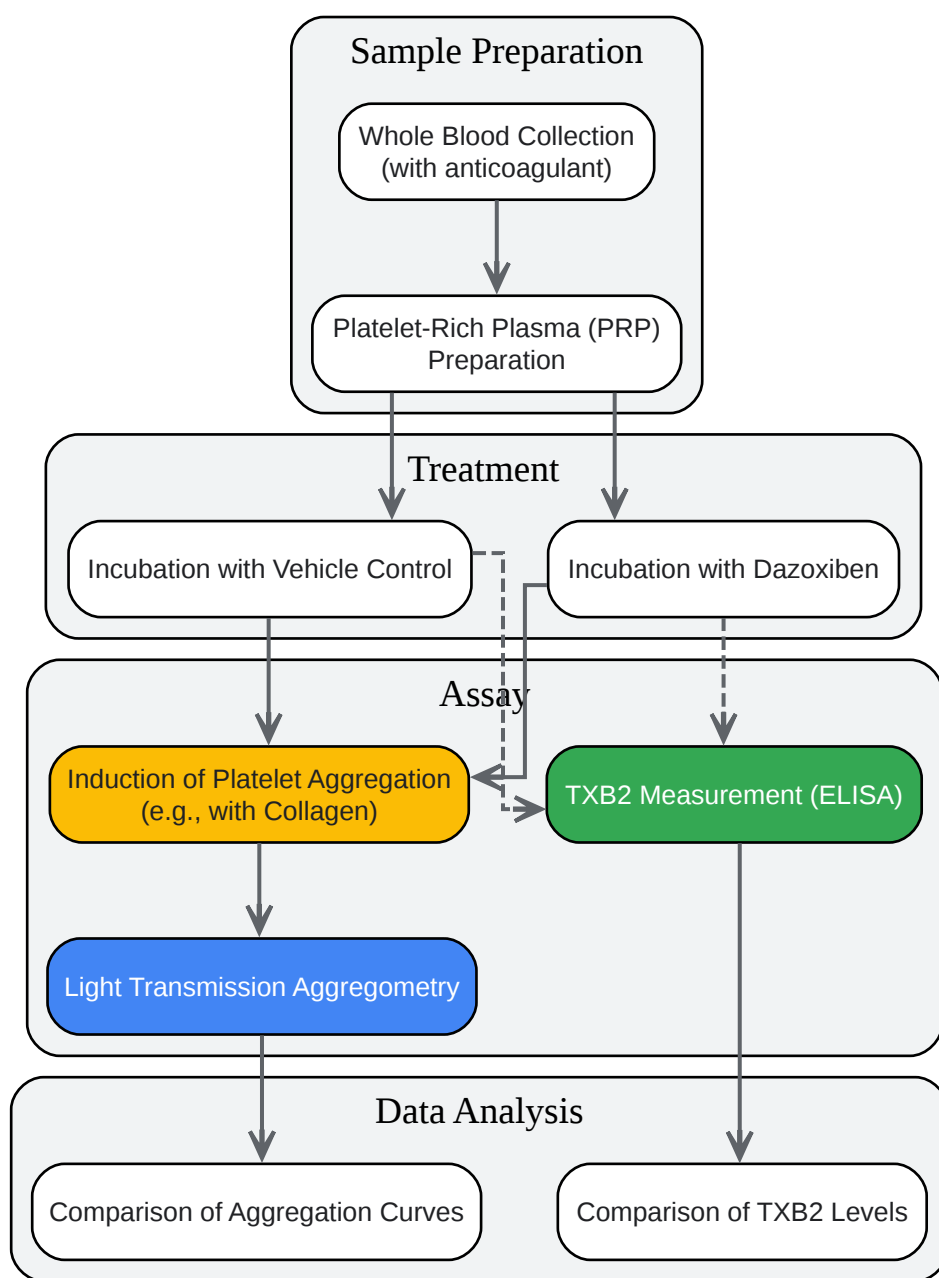 Sample Preparation
Whole Blood Collection
(with anticoagulant)
Platelet-Rich Plasma (PRP)
Preparation
Treatment
Incubation with Vehicle Control
Incubation with Dazoxiben
Assay
Induction of Platelet Aggregation
(e.g., with Collagen)
TXB2 Measurement (ELISA)
Light Transmission Aggregometry
Data Analysis
Comparison of Aggregation Curves
Comparison of TXB2 Levels